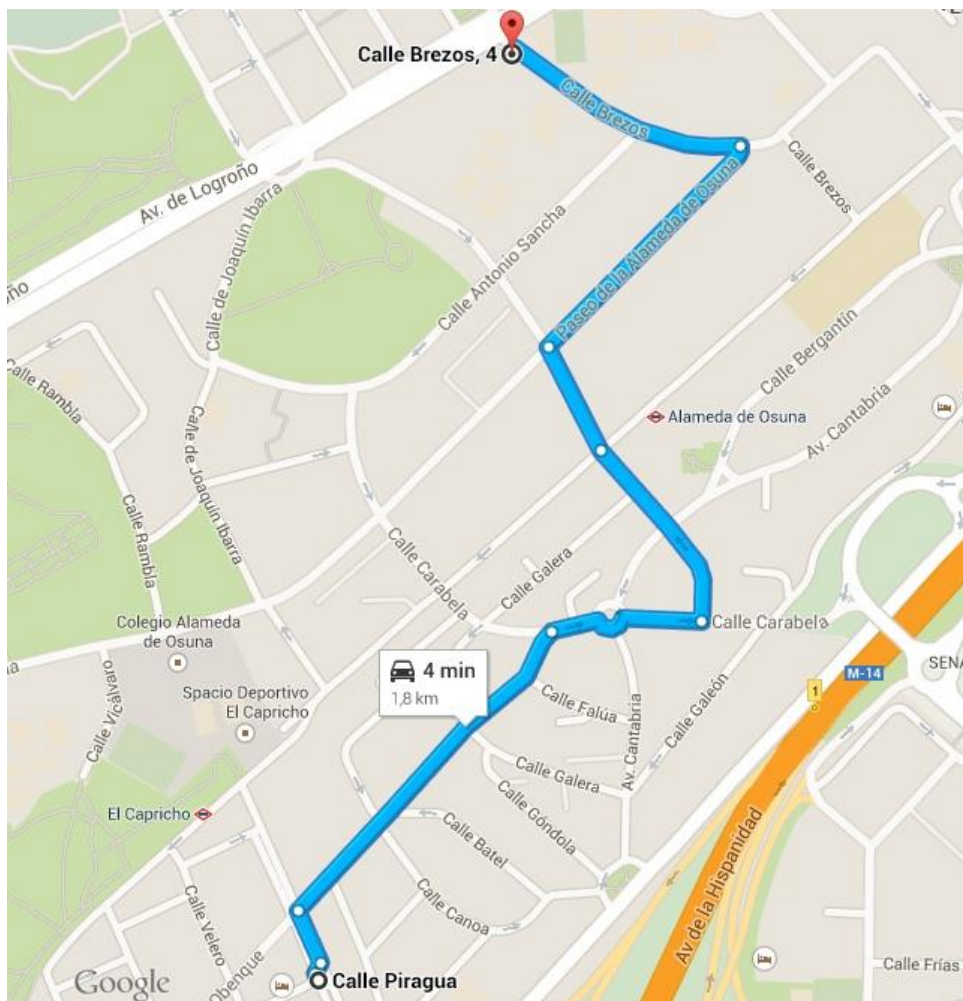 Calle Brezos, 4
Calle Brezos
Av. de Logroño
Calle Brezos
Calle de Joaquín Ibarra
Calle Antonio Sancha
Paseo de la Alameda de Osuna
Calle Bergantín
Calle Rambla
Alameda de Osuna
Av. Cantabria
Calle de Joaquín Ibarra
Calle Rambla
Calle Galera
Calle Carabela
Colegio Alameda
de Osuna
Calle Carabela
4 min
1,8 km
M-14
SENA
1
Calle Vicálvaro
Spacio Deportivo
El Capricho
Calle Falúa
Calle Galeón
Av. Cantabria
Calle Galera
El Capricho
Calle Góndola
Calle Batel
Av de la Hispanidad
Calle Velero
Calle Canoa
Obenque
Calle Piragua
Calle Frías
Google